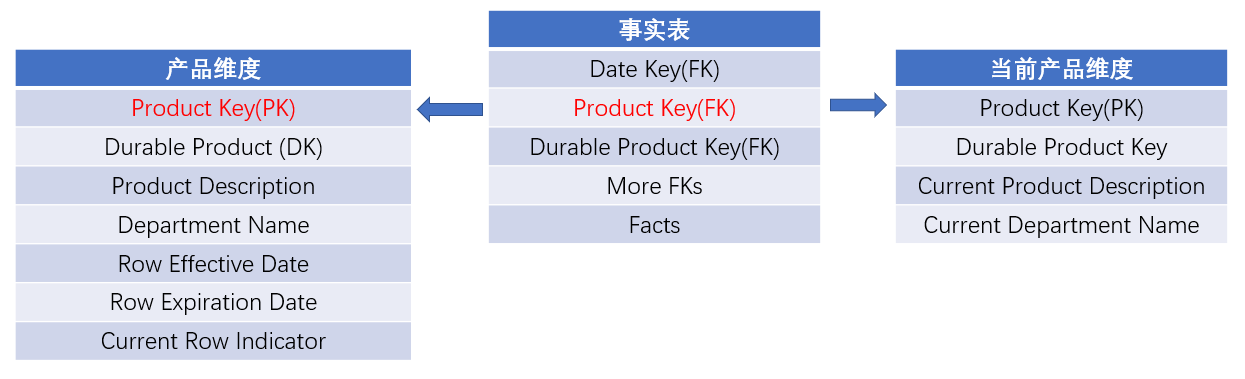 产品维度
Product Key(PK)
Durable Product (DK)
Product Description
Department Name
Row Effective Date
Row Expiration Date
Current Row Indicator
事实表
Date Key(FK)
Product Key(FK)
Durable Product Key(FK)
More FKs
Facts
当前产品维度
Product Key(PK)
Durable Product Key
Current Product Description
Current Department Name